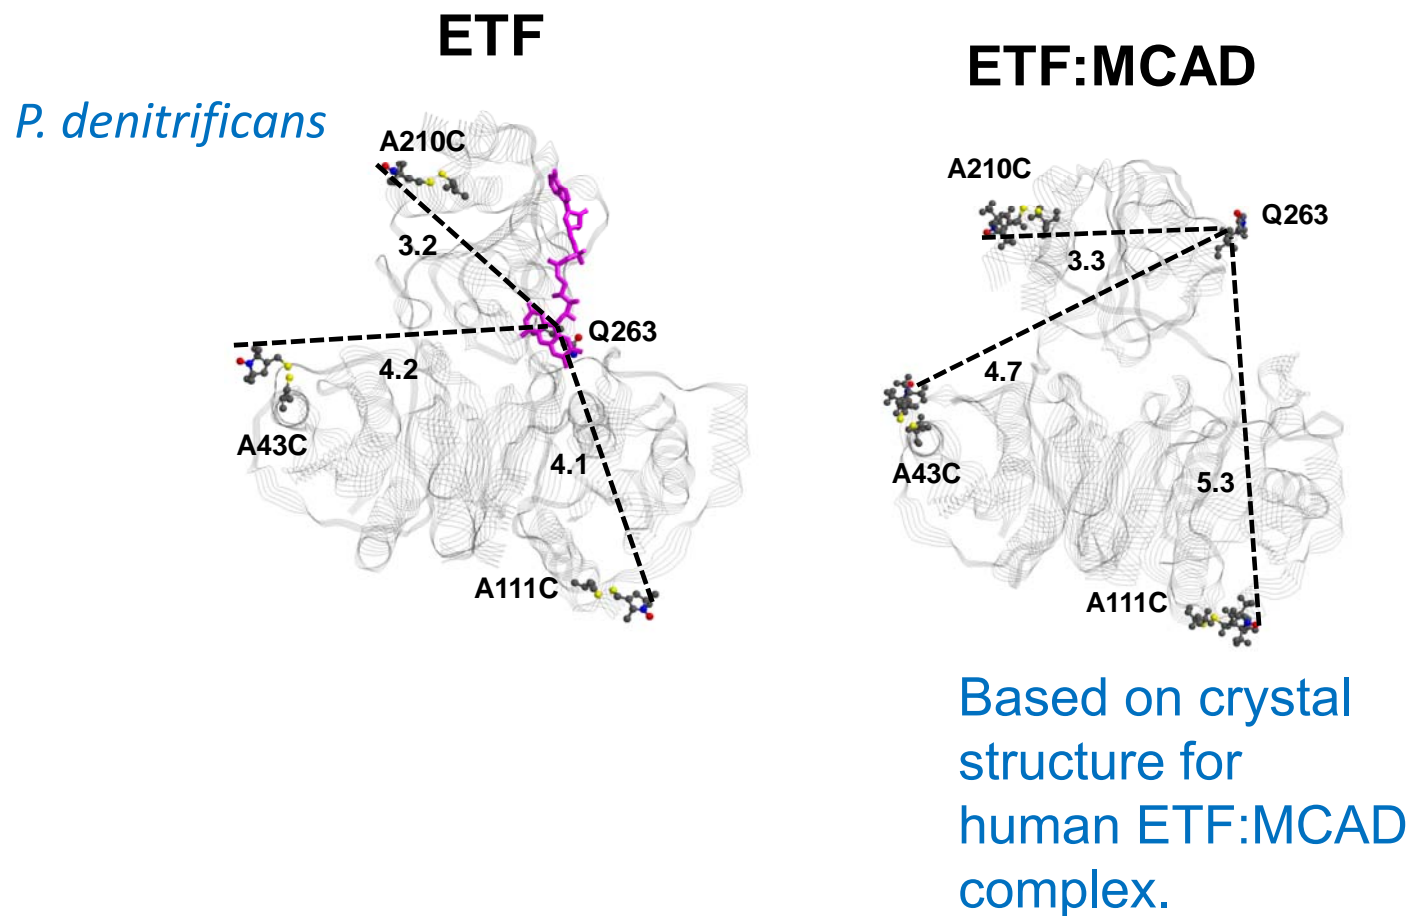 ETF
P. denitrificans
A210C
3.2
Q263
4.2
A43C
4.1
A111C
ETF:MCAD
A210C
Q263
3.3
4.7
A43C
5.3
A111C
Based on crystal
structure for
human ETF:MCAD
complex.